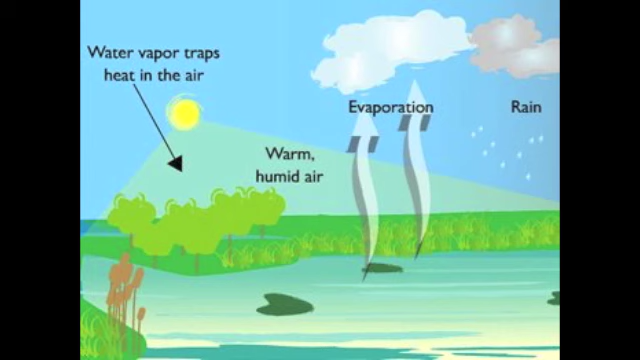 Water vapor traps
heat in the air
Evaporation
Rain
Warm,
humid air